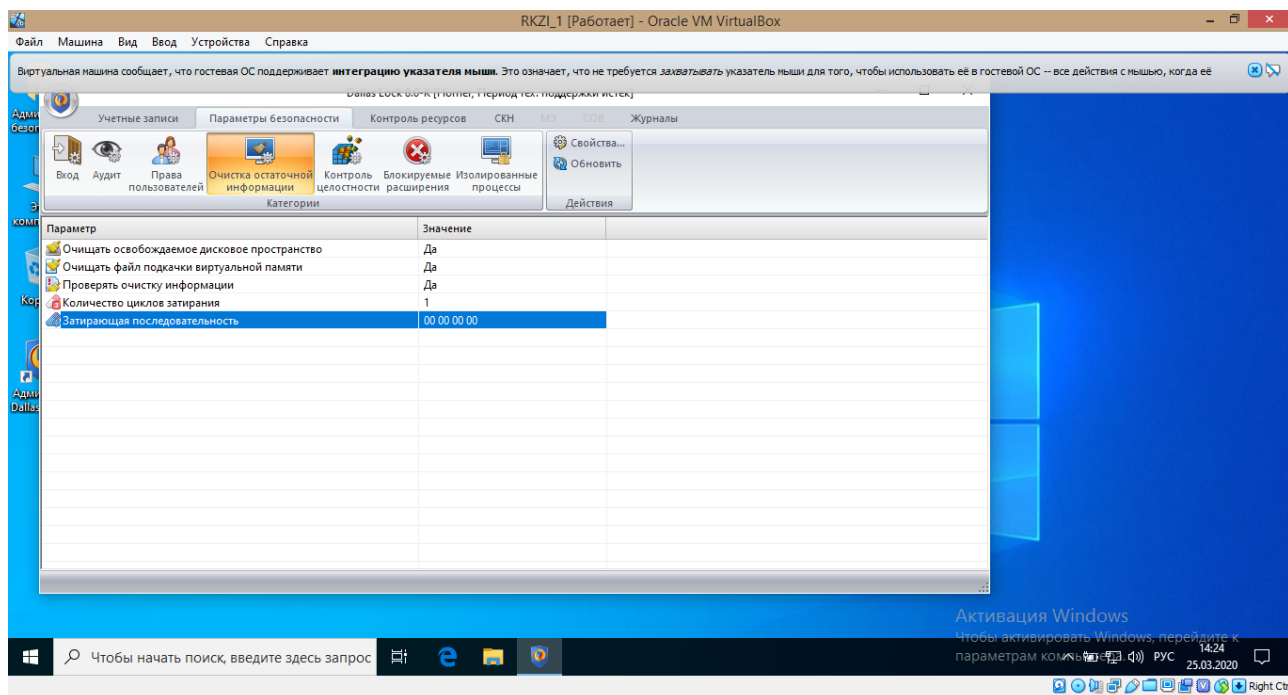 RKZI_1 [Работает] - Oracle VM VirtualBox
Файл Машина Вид Ввод Устройства Справка
Виртуальная машина сообщает, что гостевая ОС поддерживает интеграцию указателя мыши. Это означает, что не требуется захватывать указатель мыши для того, чтобы использовать её в гостевой ОС -- все действия с мышью, когда её
Учетные записи Параметры безопасности Контроль ресурсов СКН МЭ СОВ Журналы
Вход Аудит Права пользователей Очистка остаточной информации Контроль целостности Блокируемые расширения Изолированные процессы
Свойства...
Обновить
Категории Действия
Параметр Значение
Очищать освобождаемое дисковое пространство Да
Очищать файл подкачки виртуальной памяти Да
Проверять очистку информации Да
Количество циклов затирания 1
Затирающая последовательность 00 00 00 00
Активация Windows
Чтобы активировать Windows, перейдите к
параметрам
Чтобы начать поиск, введите здесь запрос
РУС
14:24
25.03.2020
Right Ct